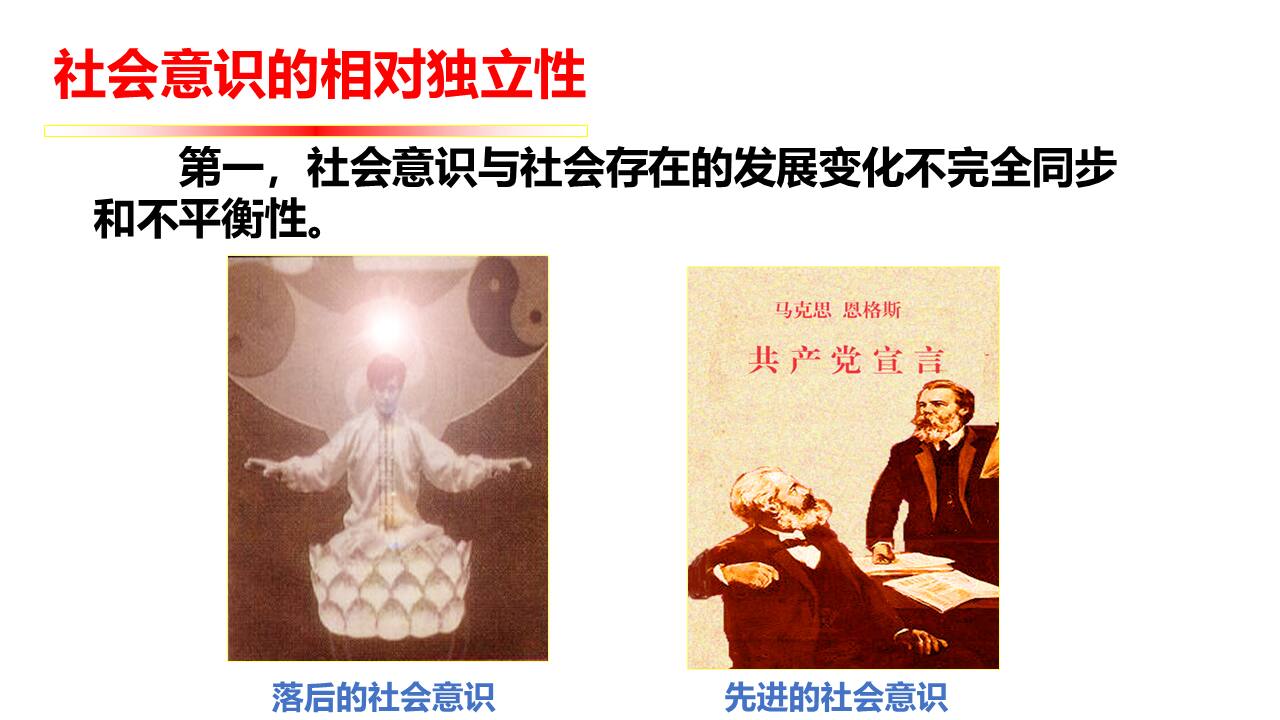 社会意识的相对独立性
第一，社会意识与社会存在的发展变化不完全同步
和不平衡性。
马克思 恩格斯
共产党宣言
落后的社会意识
先进的社会意识